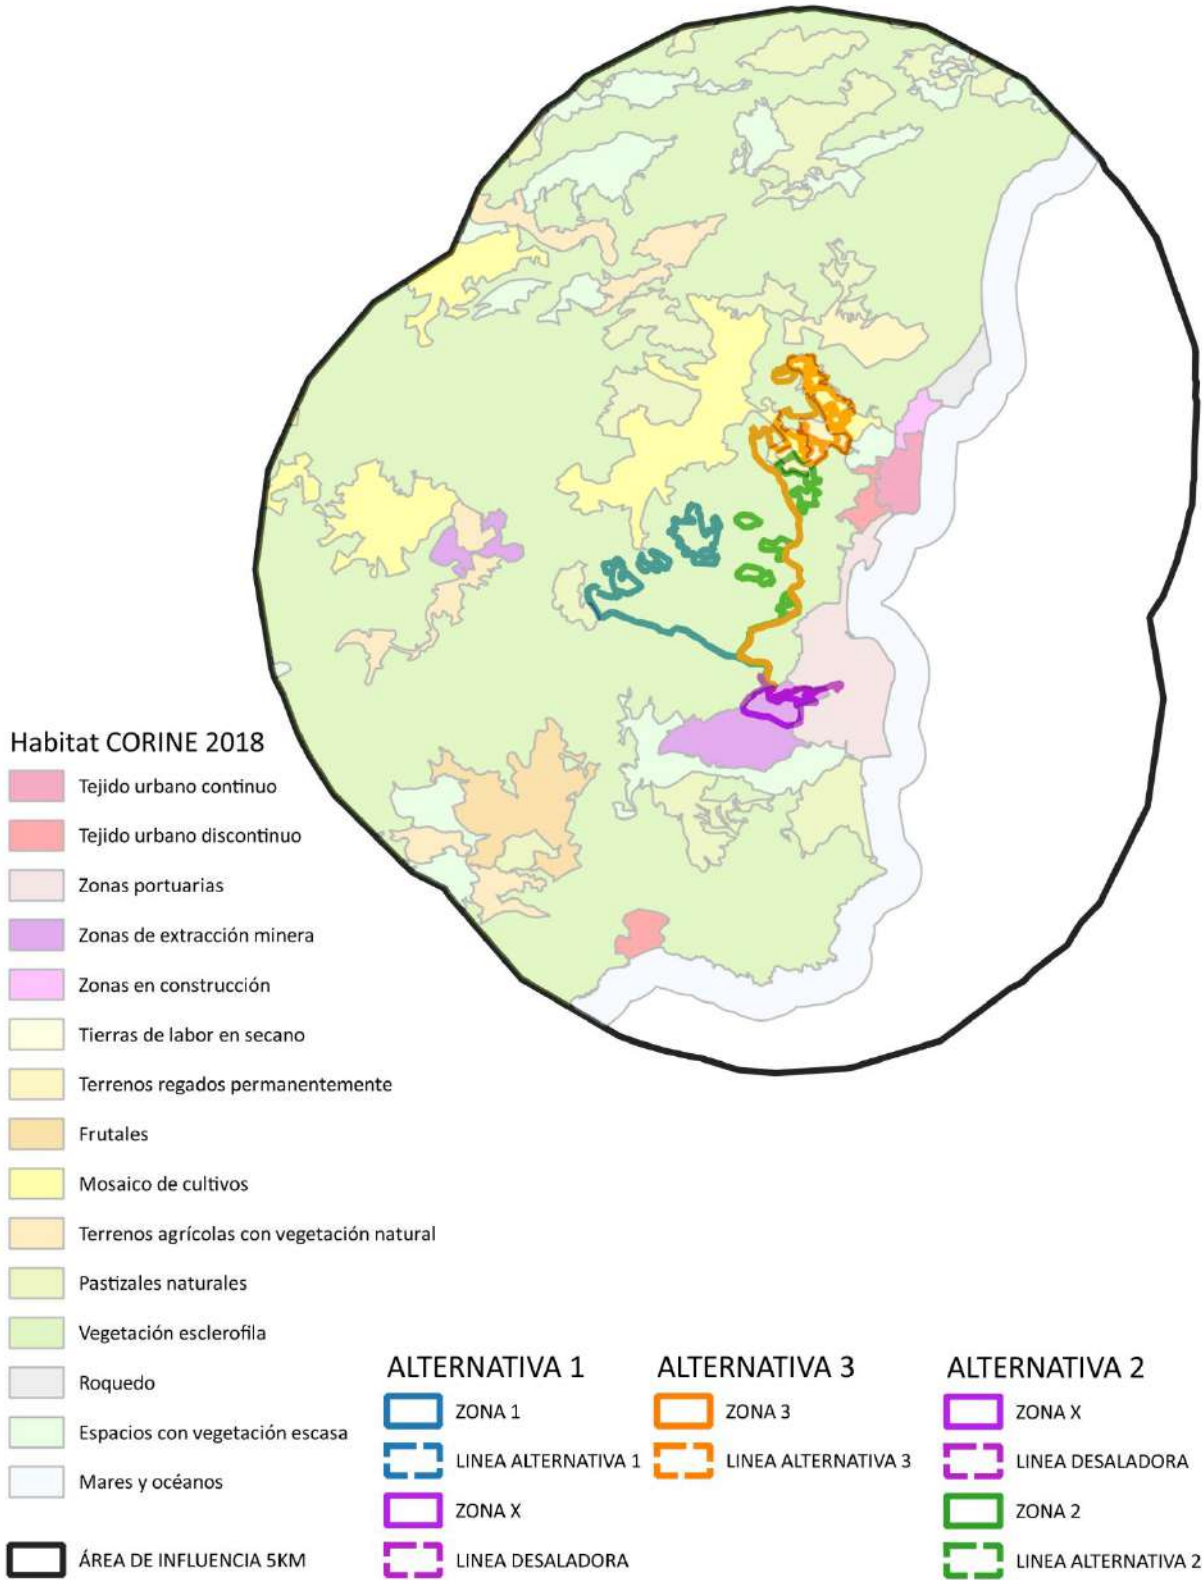 Habitat CORINE 2018
Tejido urbano continuo
Tejido urbano discontinuo
Zonas portuarias
Zonas de extracción minera
Zonas en construcción
Tierras de labor en secano
Terrenos regados permanentemente
Frutales
Mosaico de cultivos
Terrenos agrícolas con vegetación natural
Pastizales naturales
Vegetación esclerofila
Roquedo
Espacios con vegetación escasa
Mares y océanos
ÁREA DE INFLUENCIA 5KM
ALTERNATIVA 1
ZONA 1
LINEA ALTERNATIVA 1
ZONA X
LINEA DESALADORA
ALTERNATIVA 3
ZONA 3
LINEA ALTERNATIVA 3
ALTERNATIVA 2
ZONA X
LINEA DESALADORA
ZONA 2
LINEA ALTERNATIVA 2